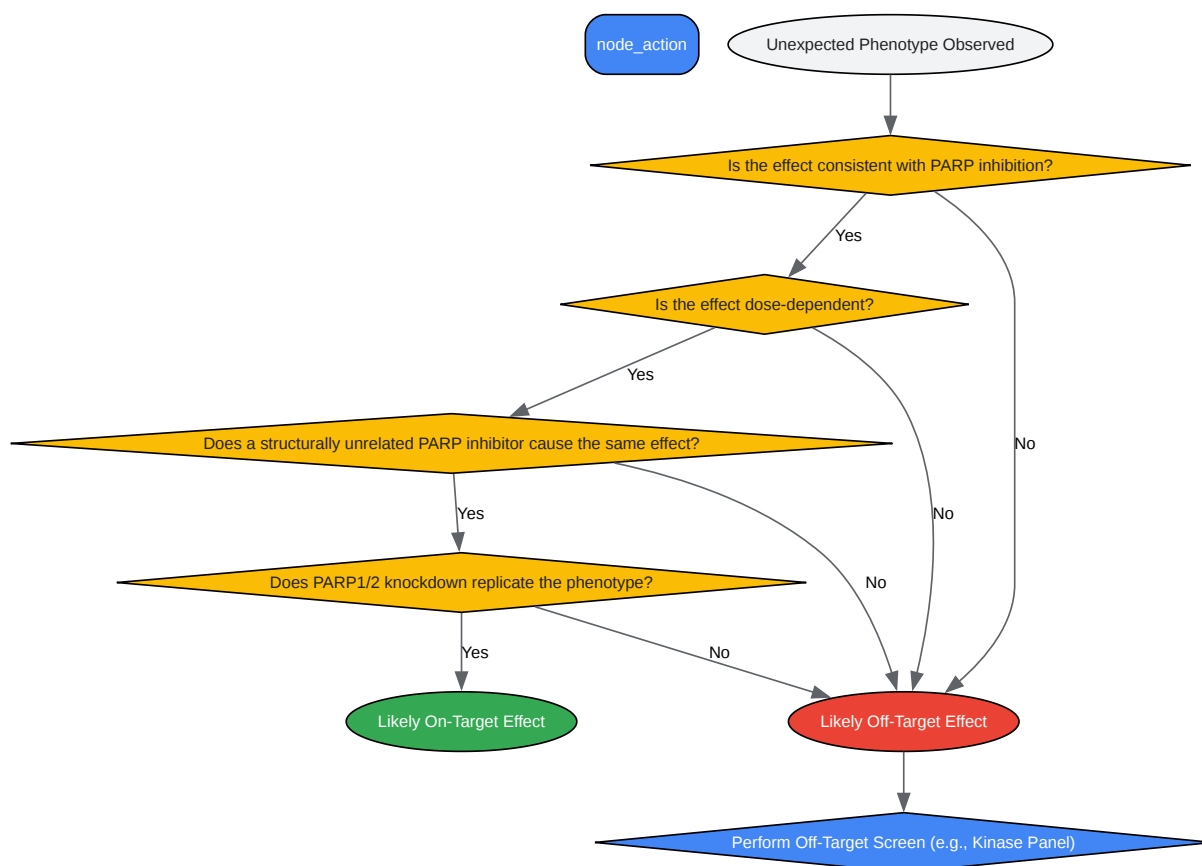 node_action
Unexpected Phenotype Observed
Is the effect consistent with PARP inhibition?
Yes
Is the effect dose-dependent?
Yes
No
Does a structurally unrelated PARP inhibitor cause the same effect?
Yes
No
No
Does PARP1/2 knockdown replicate the phenotype?
Yes
No
Likely On-Target Effect
Likely Off-Target Effect
Perform Off-Target Screen (e.g., Kinase Panel)